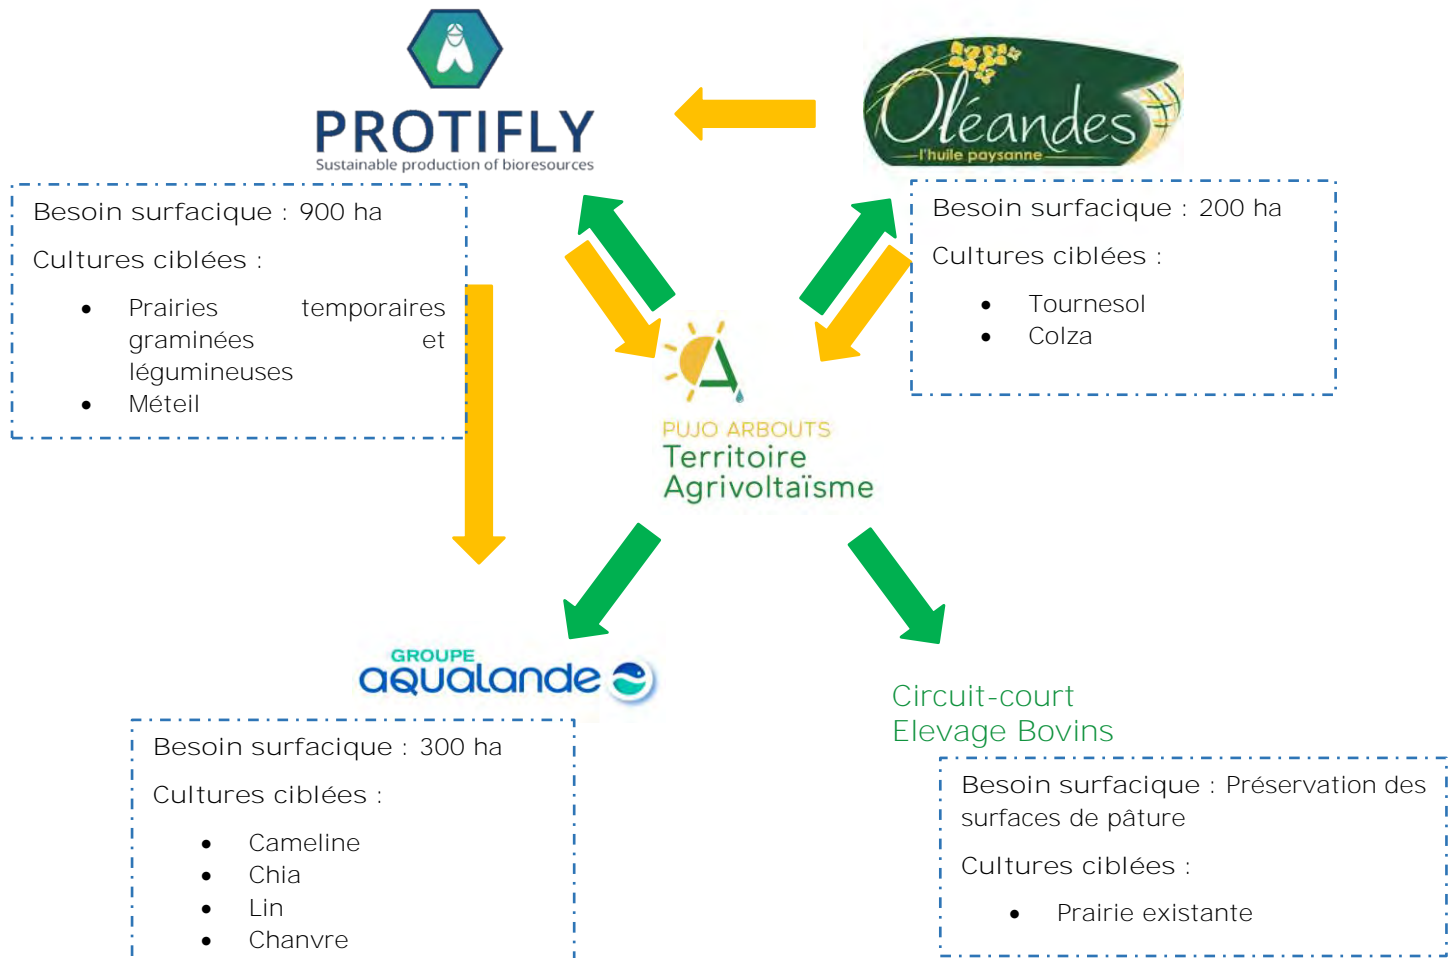 PROTIFLY
Sustainable production of bioresources
Oléandes
l'huile paysanne
Besoin surfacique : 900 ha
Cultures ciblées :
• Prairies temporaires
graminées et
légumineuses
• Méteil
Besoin surfacique : 200 ha
Cultures ciblées :
• Tournesol
• Colza
PUJO ARBOUTS
Territoire
Agrivoltaïsme
GROUPE
aqualande
Besoin surfacique : 300 ha
Cultures ciblées :
• Cameline
• Chia
• Lin
• Chanvre
Circuit-court
Elevage Bovins
Besoin surfacique : Préservation des
surfaces de pâture
Cultures ciblées :
• Prairie existante